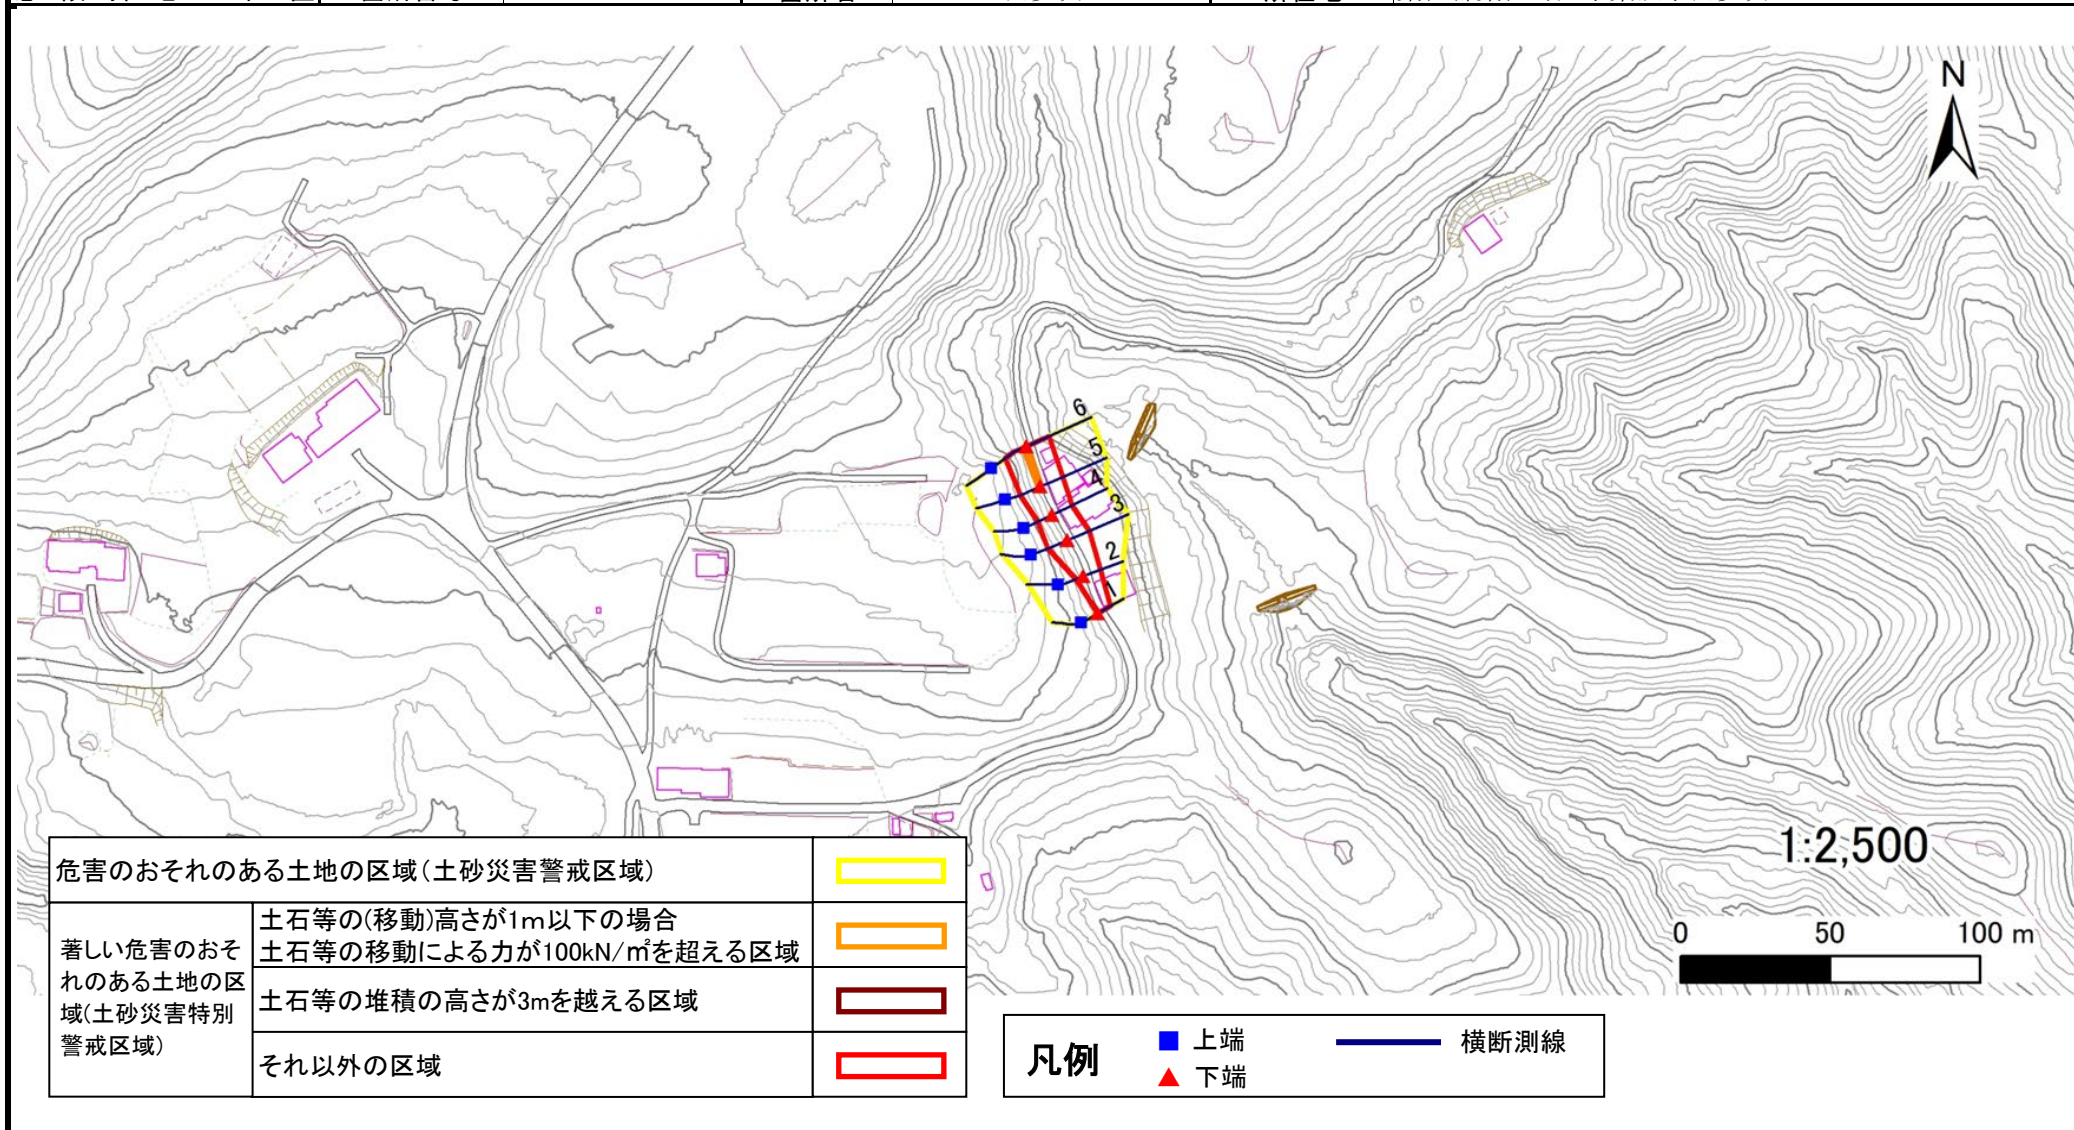 N
6
5
4
3
2
1
1:2,500
0 50 100 m
危害のおそれのある土地の区域(土砂災害警戒区域)
著しい危害のおそ
れのある土地の区
域(土砂災害特別
警戒区域)
土石等の(移動)高さが1m以下の場合
土石等の移動による力が100kN/㎡を超える区域
土石等の堆積の高さが3mを越える区域
それ以外の区域
凡例
上端
下端
横断測線